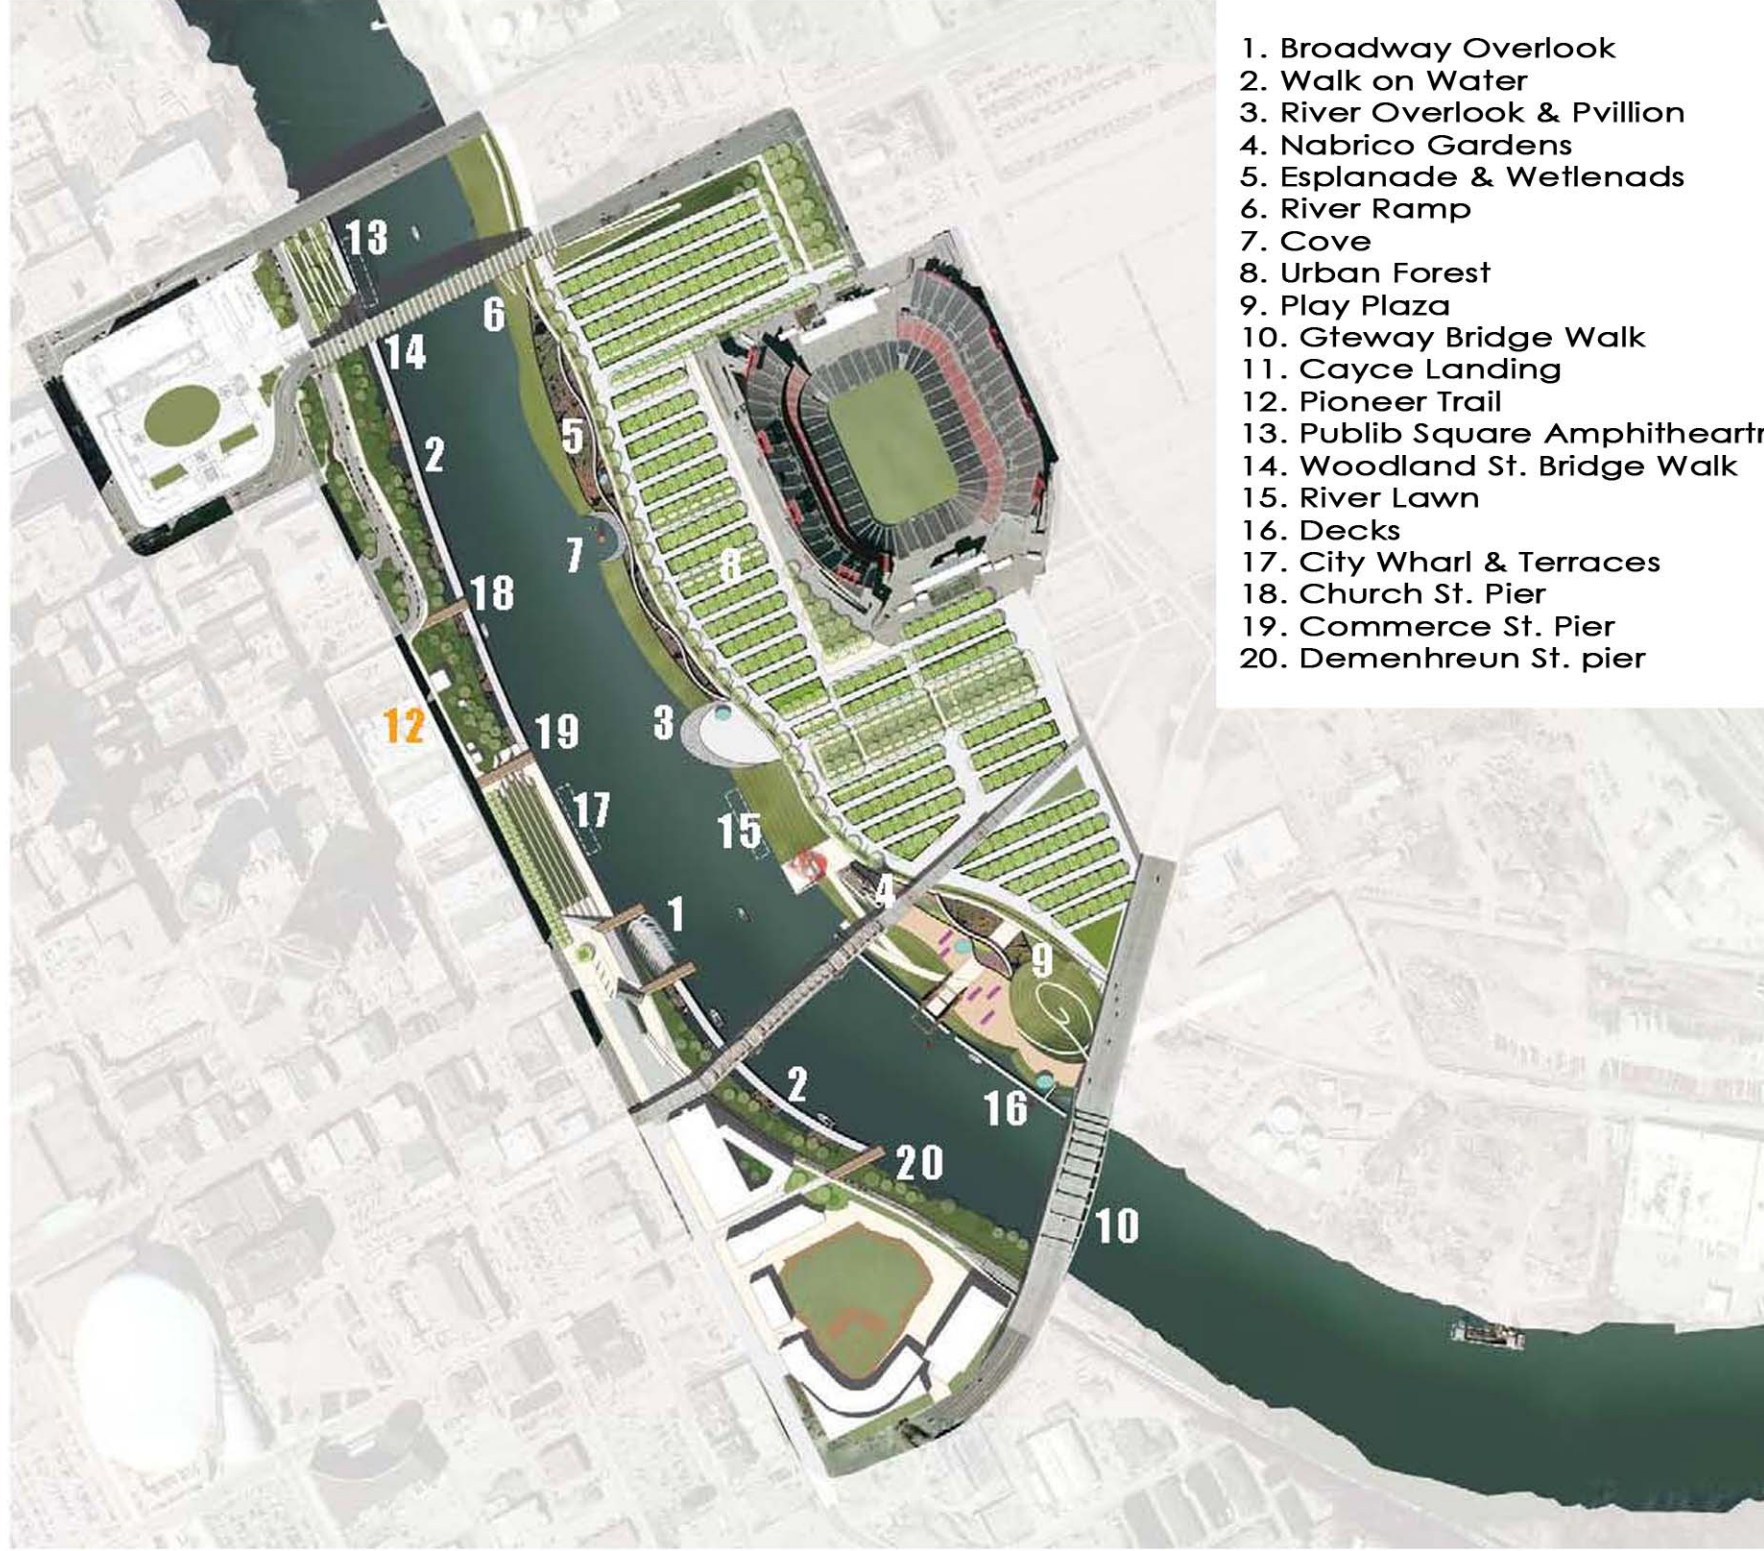 1. Broadway Overlook
2. Walk on Water
3. River Overlook & Pvillion
4. Nabrico Gardens
5. Esplanade & Wetlenads
6. River Ramp
7. Cove
8. Urban Forest
9. Play Plaza
10. Gteway Bridge Walk
11. Cayce Landing
12. Pioneer Trail
13. Publib Square Amphitheartr
14. Woodland St. Bridge Walk
15. River Lawn
16. Decks
17. City Wharl & Terraces
18. Church St. Pier
19. Commerce St. Pier
20. Demenhreun St. pier
13
6
14
5
2
7
8
18
3
12
19
17
15
4
1
9
2
16
20
10